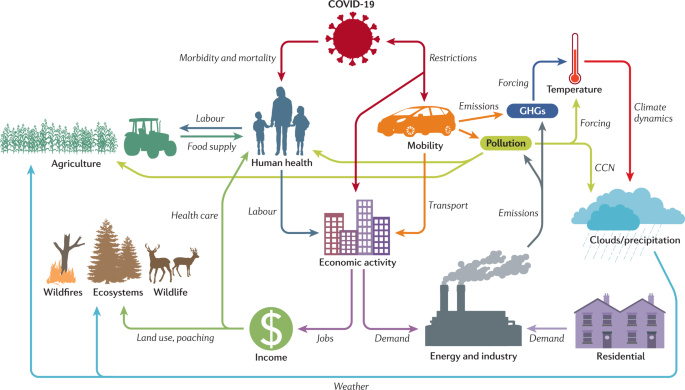 COVID-19
Morbidity and mortality
Restrictions
Forcing
Temperature
Emissions
GHGs
Labour
Climate
dynamics
Forcing
Food supply
Agriculture
Human health
Mobility
Pollution
CCN
Health care
Labour
Transport
Emissions
Clouds/precipitation
Economic activity
Wildfires
Ecosystems
Wildlife
Land use, poaching
Income
Jobs
Demand
Energy and industry
Demand
Residential
Weather